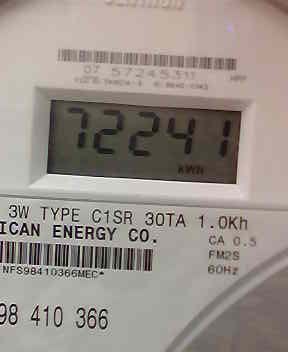 07 57245311
72241
KWH
3W TYPE C1SR 30TA 1.0Kh
ICAN ENERGY CO.
CA 0.5
FM2S
60Hz
NFS98410366MEC*
98 410 366